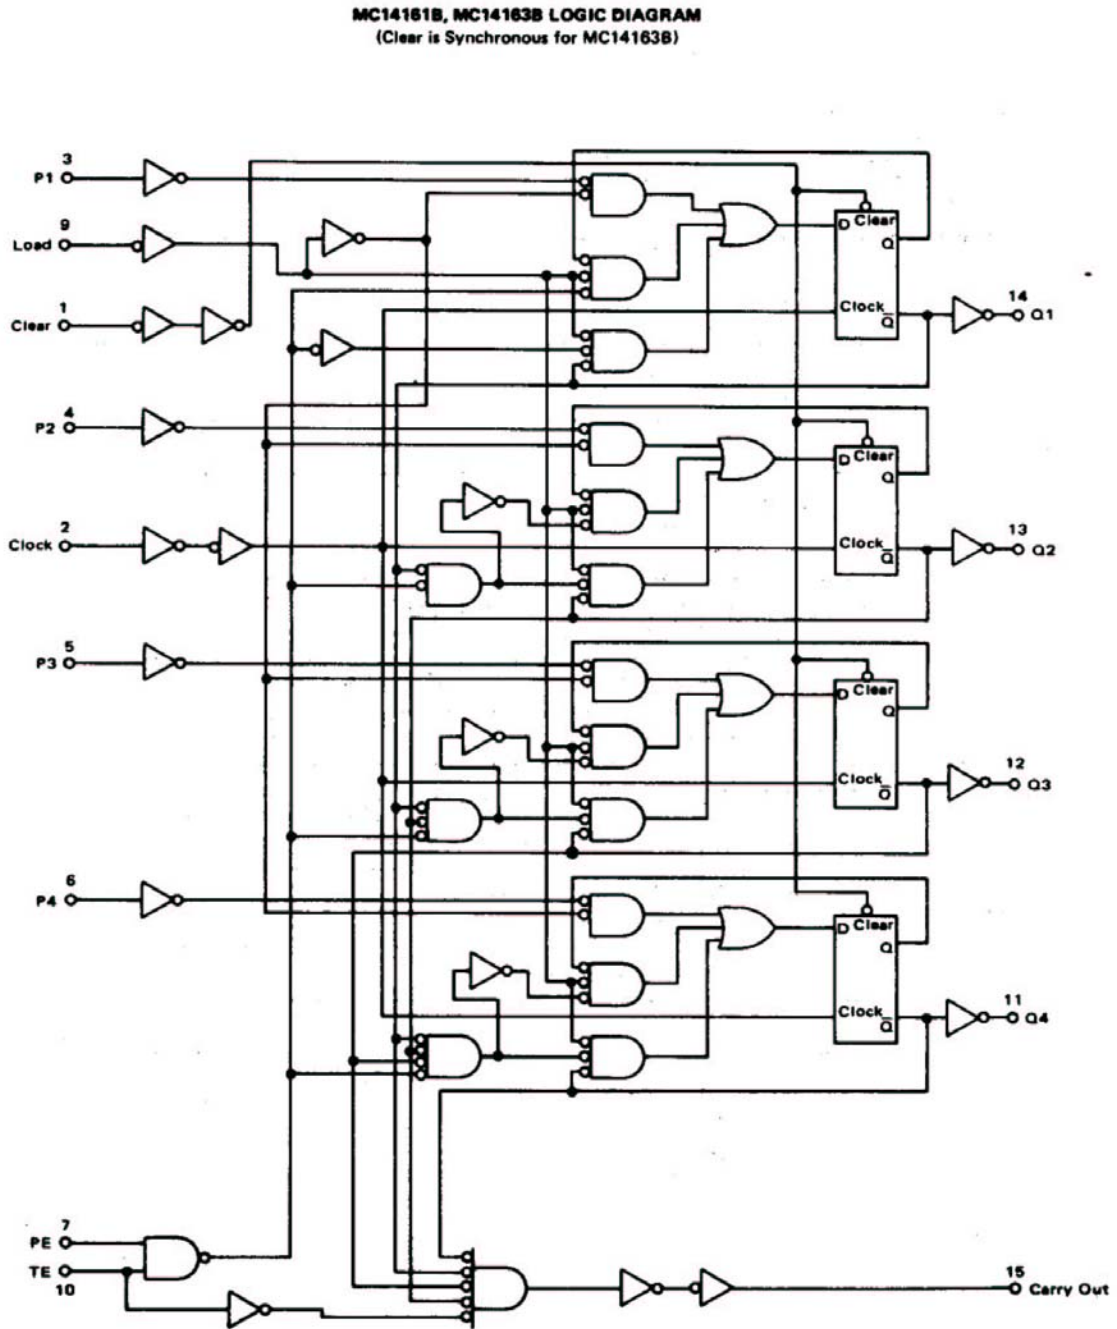 MC14161B, MC14163B LOGIC DIAGRAM
(Clear is Synchronous for MC14163B)
3
P1
9
Load
1
Clear
D Clear
Q
Clock
Q
14
Q1
4
P2
D Clear
Q
2
Clock
Clock
Q
13
Q2
5
P3
D Clear
Q
Clock
Q
12
Q3
6
P4
D Clear
Q
Clock
Q
11
Q4
7
PE
TE
10
15
Carry Out